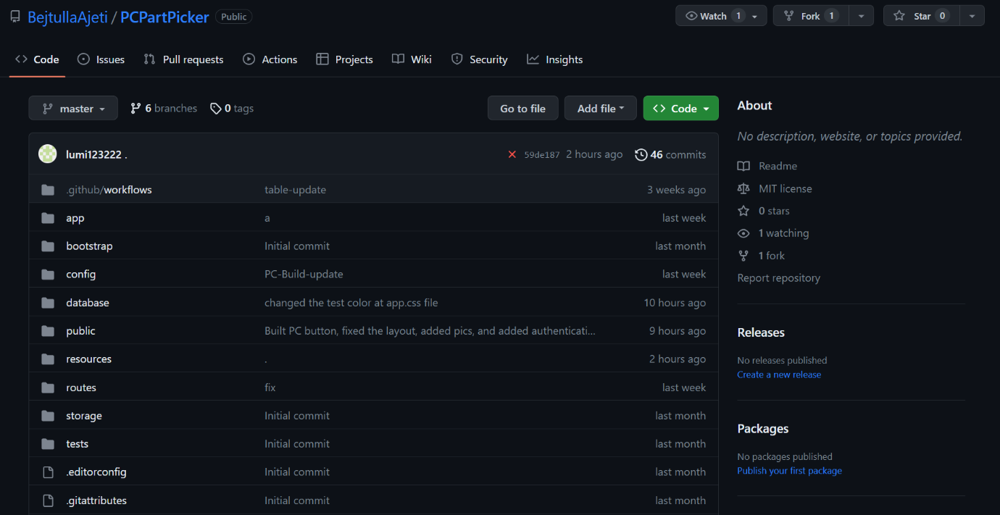 BejtullaAjeti / PCPartPicker Public
Watch 1
Fork 1
Star 0
Code
Issues
Pull requests
Actions
Projects
Wiki
Security
Insights
master
6 branches
0 tags
Go to file
Add file
Code
lumi123222 .
59de187 2 hours ago 46 commits
.github/workflows table-update 3 weeks ago
app a last week
bootstrap Initial commit last month
config PC-Build-update last week
database changed the test color at app.css file 10 hours ago
public Built PC button, fixed the layout, added pics, and added authenticati... 9 hours ago
resources . 2 hours ago
routes fix last week
storage Initial commit last month
tests Initial commit last month
.editorconfig Initial commit last month
.gitattributes Initial commit last month
About
No description, website, or topics provided.
Readme
MIT license
0 stars
1 watching
1 fork
Report repository
Releases
No releases published
Create a new release
Packages
No packages published
Publish your first package